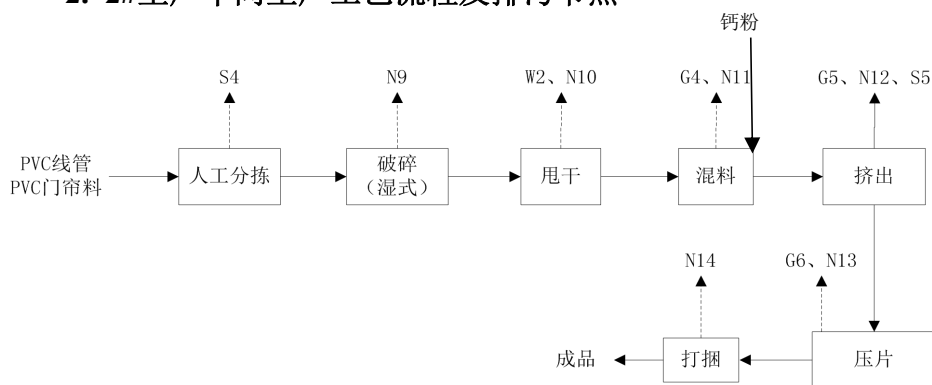 钙粉
S4
N9
W2、N10
G4、N11
G5、N12、S5
PVC线管
PVC门帘料
人工分拣
破碎
（湿式）
甩干
混料
挤出
N14
G6、N13
成品
打捆
压片